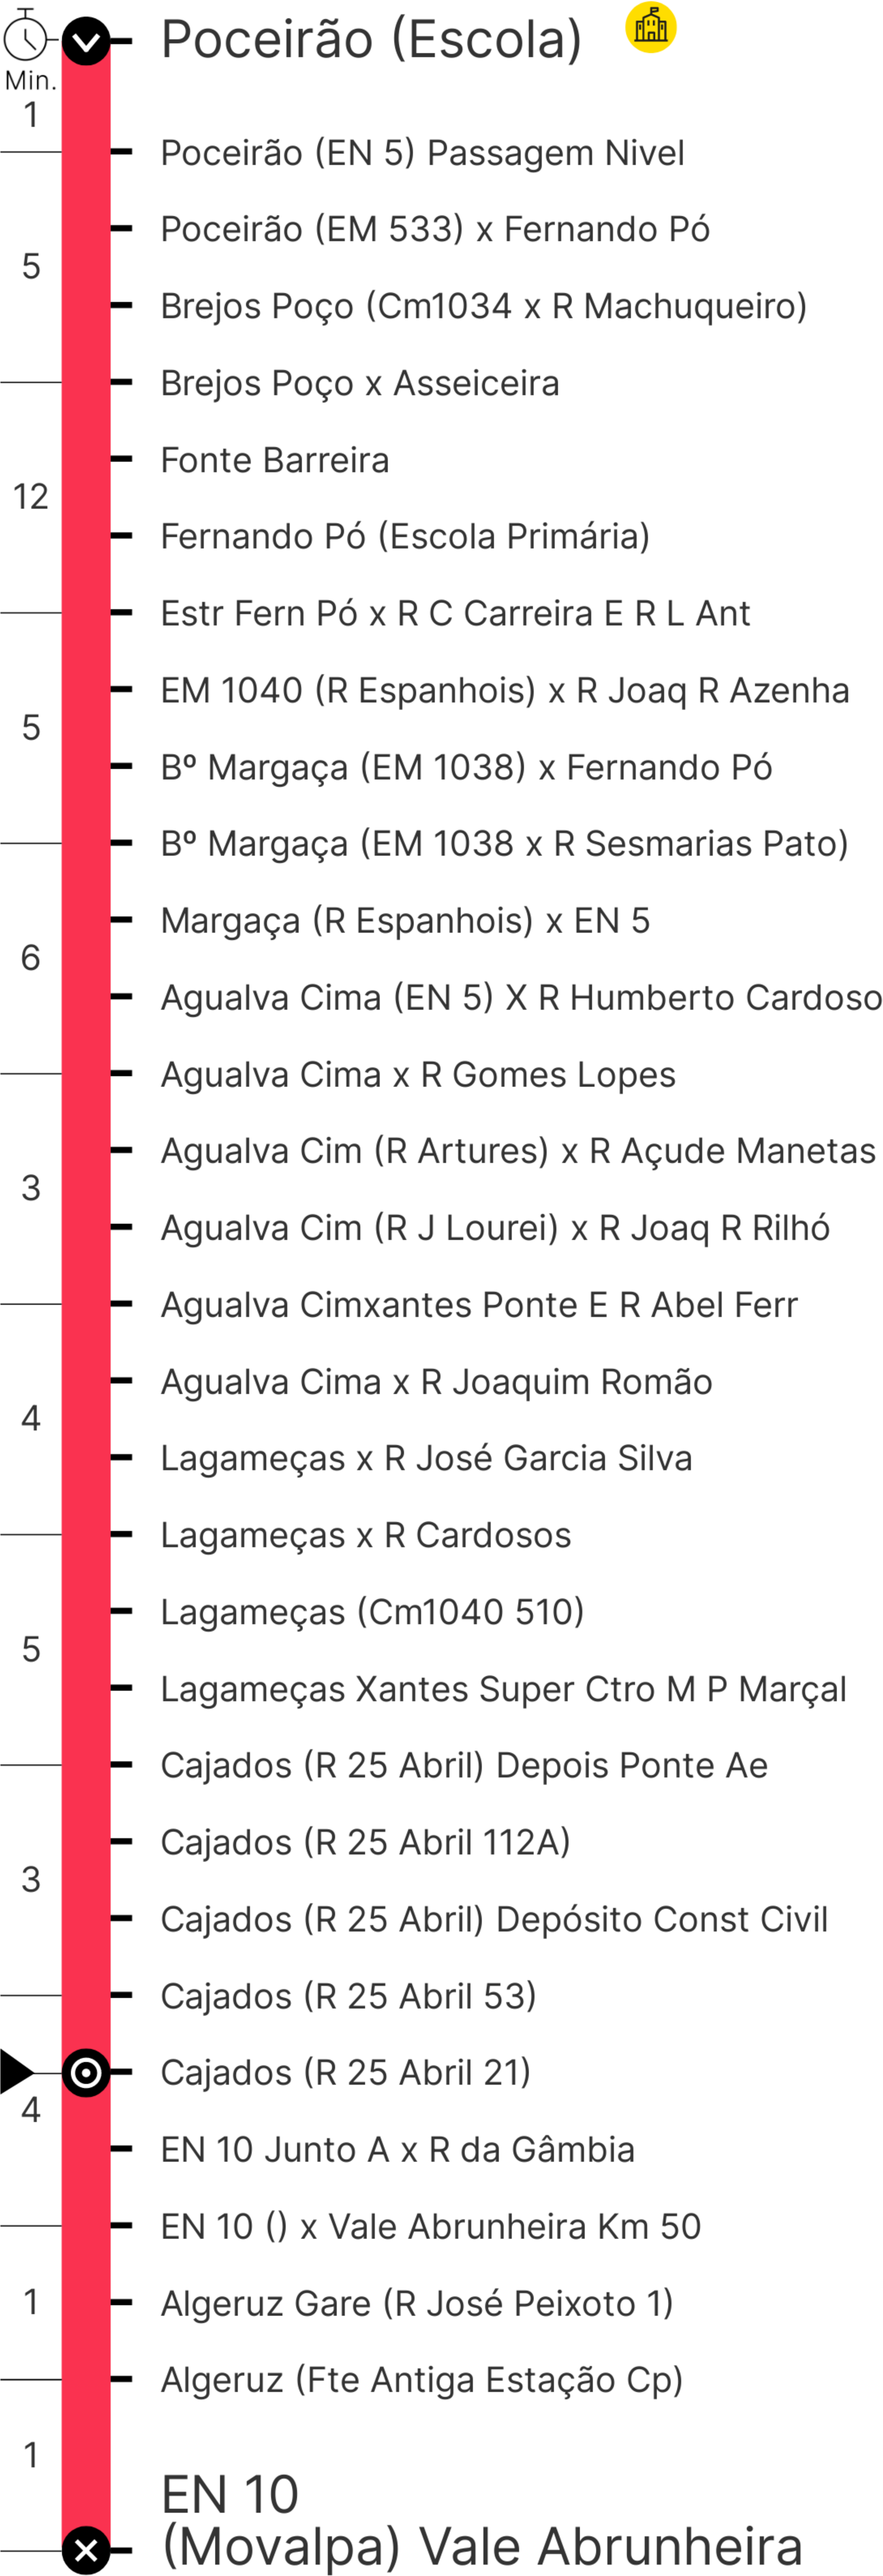 Poceirão (Escola)
Min.
1
Poceirão (EN 5) Passagem Nivel
Poceirão (EM 533) x Fernando Pó
5
Brejos Poço (Cm1034 x R Machuqueiro)
Brejos Poço x Asseiceira
Fonte Barreira
12
Fernando Pó (Escola Primária)
Estr Fern Pó x R C Carreira E R L Ant
EM 1040 (R Espanhois) x R Joaq R Azenha
5
Bº Margaça (EM 1038) x Fernando Pó
Bº Margaça (EM 1038 x R Sesmarias Pato)
Margaça (R Espanhois) x EN 5
6
Agualva Cima (EN 5) X R Humberto Cardoso
Agualva Cima x R Gomes Lopes
Agualva Cim (R Artures) x R Açude Manetas
3
Agualva Cim (R J Lourei) x R Joaq R Rilhó
Agualva Cimxantes Ponte E R Abel Ferr
Agualva Cima x R Joaquim Romão
4
Lagameças x R José Garcia Silva
Lagameças x R Cardosos
Lagameças (Cm1040 510)
5
Lagameças Xantes Super Ctro M P Marçal
Cajados (R 25 Abril) Depois Ponte Ae
Cajados (R 25 Abril 112A)
3
Cajados (R 25 Abril) Depósito Const Civil
Cajados (R 25 Abril 53)
Cajados (R 25 Abril 21)
4
EN 10 Junto A x R da Gâmbia
EN 10 () x Vale Abrunheira Km 50
1
Algeruz Gare (R José Peixoto 1)
Algeruz (Fte Antiga Estação Cp)
1
EN 10
(Movalpa) Vale Abrunheira